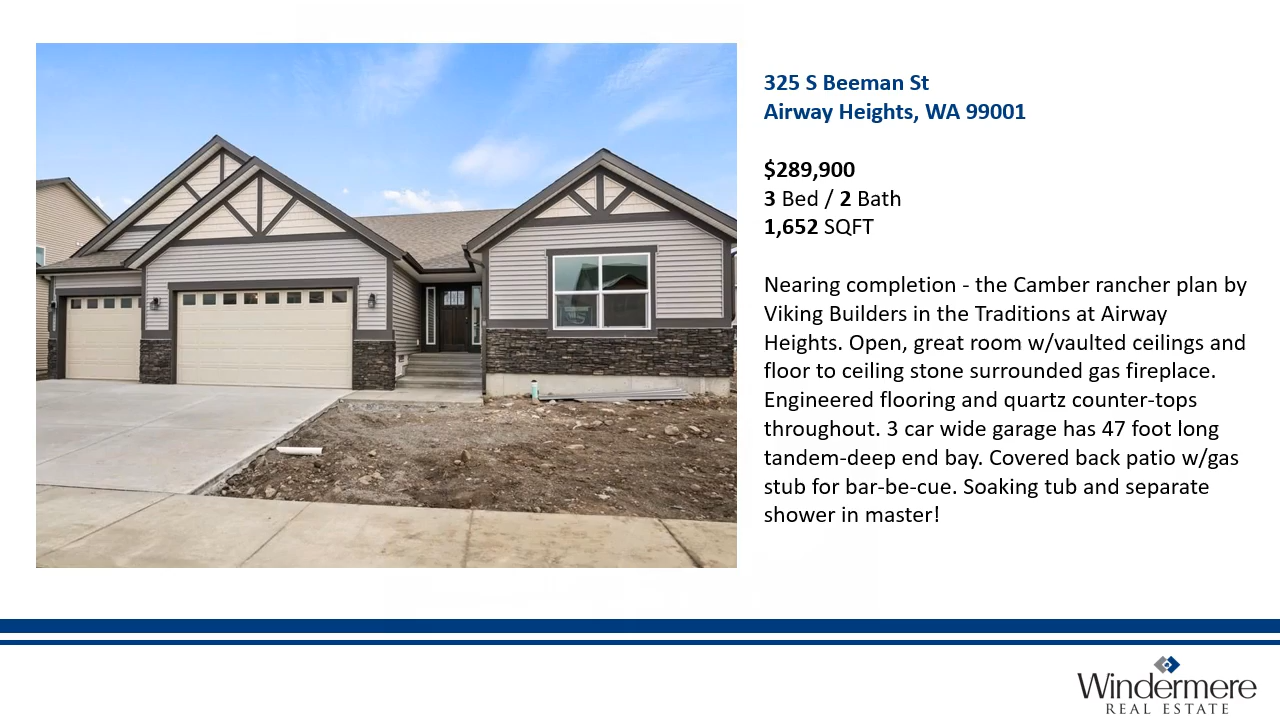 325 S Beeman St
Airway Heights, WA 99001
$289,900
3 Bed / 2 Bath
1,652 SQFT
Nearing completion - the Camber rancher plan by
Viking Builders in the Traditions at Airway
Heights. Open, great room w/vaulted ceilings and
floor to ceiling stone surrounded gas fireplace.
Engineered flooring and quartz counter-tops
throughout. 3 car wide garage has 47 foot long
tandem-deep end bay. Covered back patio w/gas
stub for bar-be-cue. Soaking tub and separate
shower in master!
Windermere
REAL ESTATE